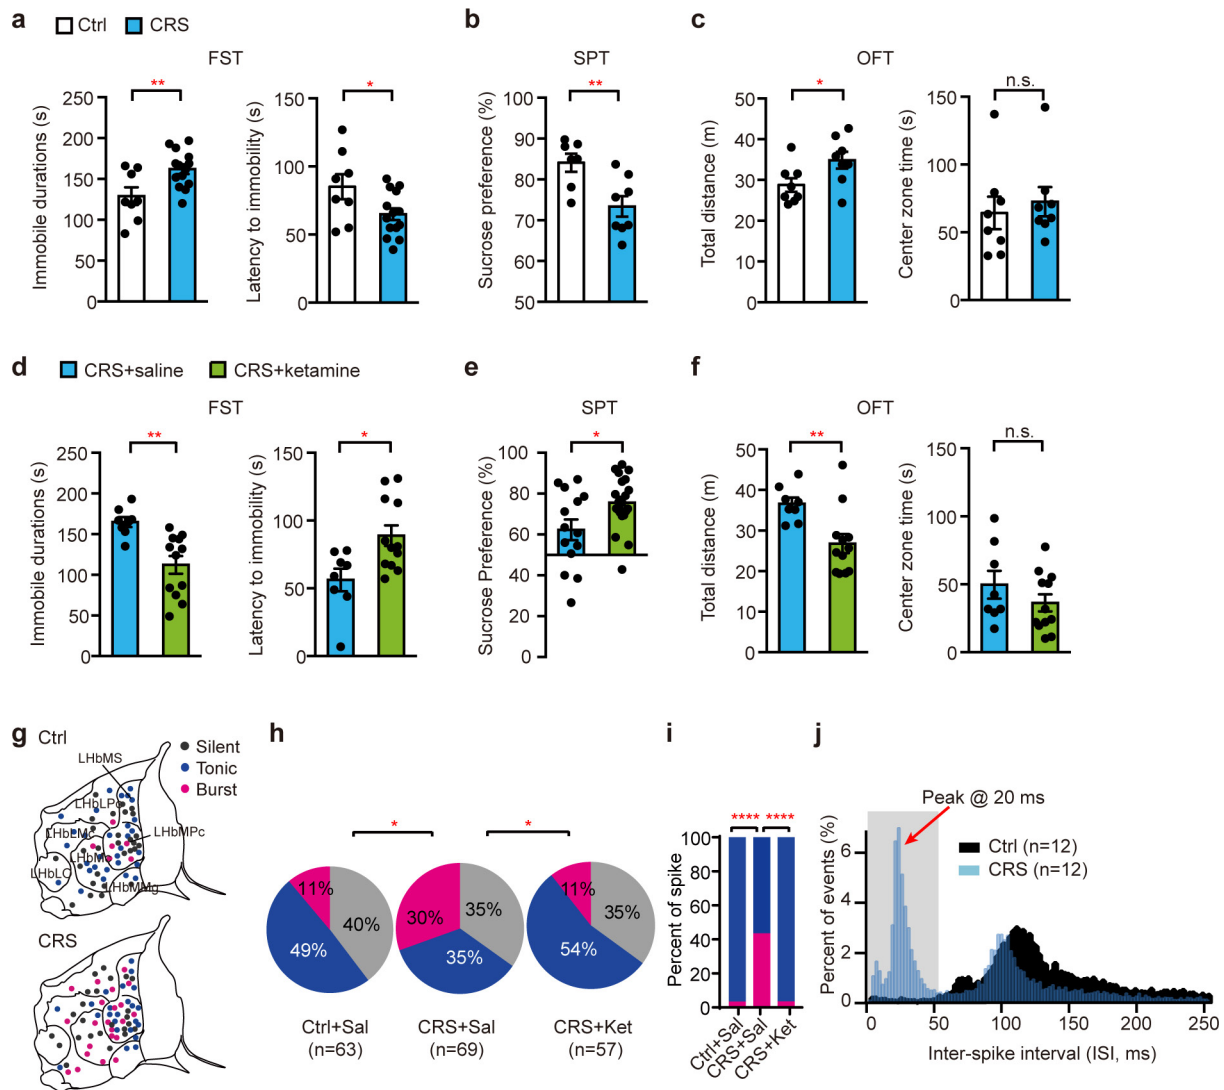 a
Ctrl
CRS
FST
**
Immobile durations (s)
250
200
150
100
50
0
*
Latency to immobility (s)
150
100
50
0
b
SPT
**
Sucrose preference (%)
100
90
80
70
60
50
c
OFT
*
Total distance (m)
50
40
30
20
10
0
n.s.
Center zone time (s)
150
100
50
0
d
CRS+saline
CRS+ketamine
FST
**
Immobile durations (s)
250
200
150
100
50
0
*
Latency to immobility (s)
150
100
50
0
e
SPT
*
Sucrose Preference (%)
100
80
60
40
20
0
f
OFT
**
Total distance (m)
50
40
30
20
10
0
n.s.
Center zone time (s)
150
100
50
0
g
Ctrl
Silent
Tonic
Burst
LHbMS
LHbMPc
LHbLO
LHbMMg
CRS
h
*
*
11%
40%
49%
30%
35%
35%
11%
35%
54%
Ctrl+Sal
(n=63)
CRS+Sal
(n=69)
CRS+Ket
(n=57)
i
****
****
Percent of spike
100
80
60
40
20
0
Ctrl+Sal
CRS+Sal
CRS+Ket
j
Peak @ 20 ms
Ctrl (n=12)
CRS (n=12)
Percent of events (%)
6
4
2
0
0
50
100
150
200
250
Inter-spike interval (ISI, ms)